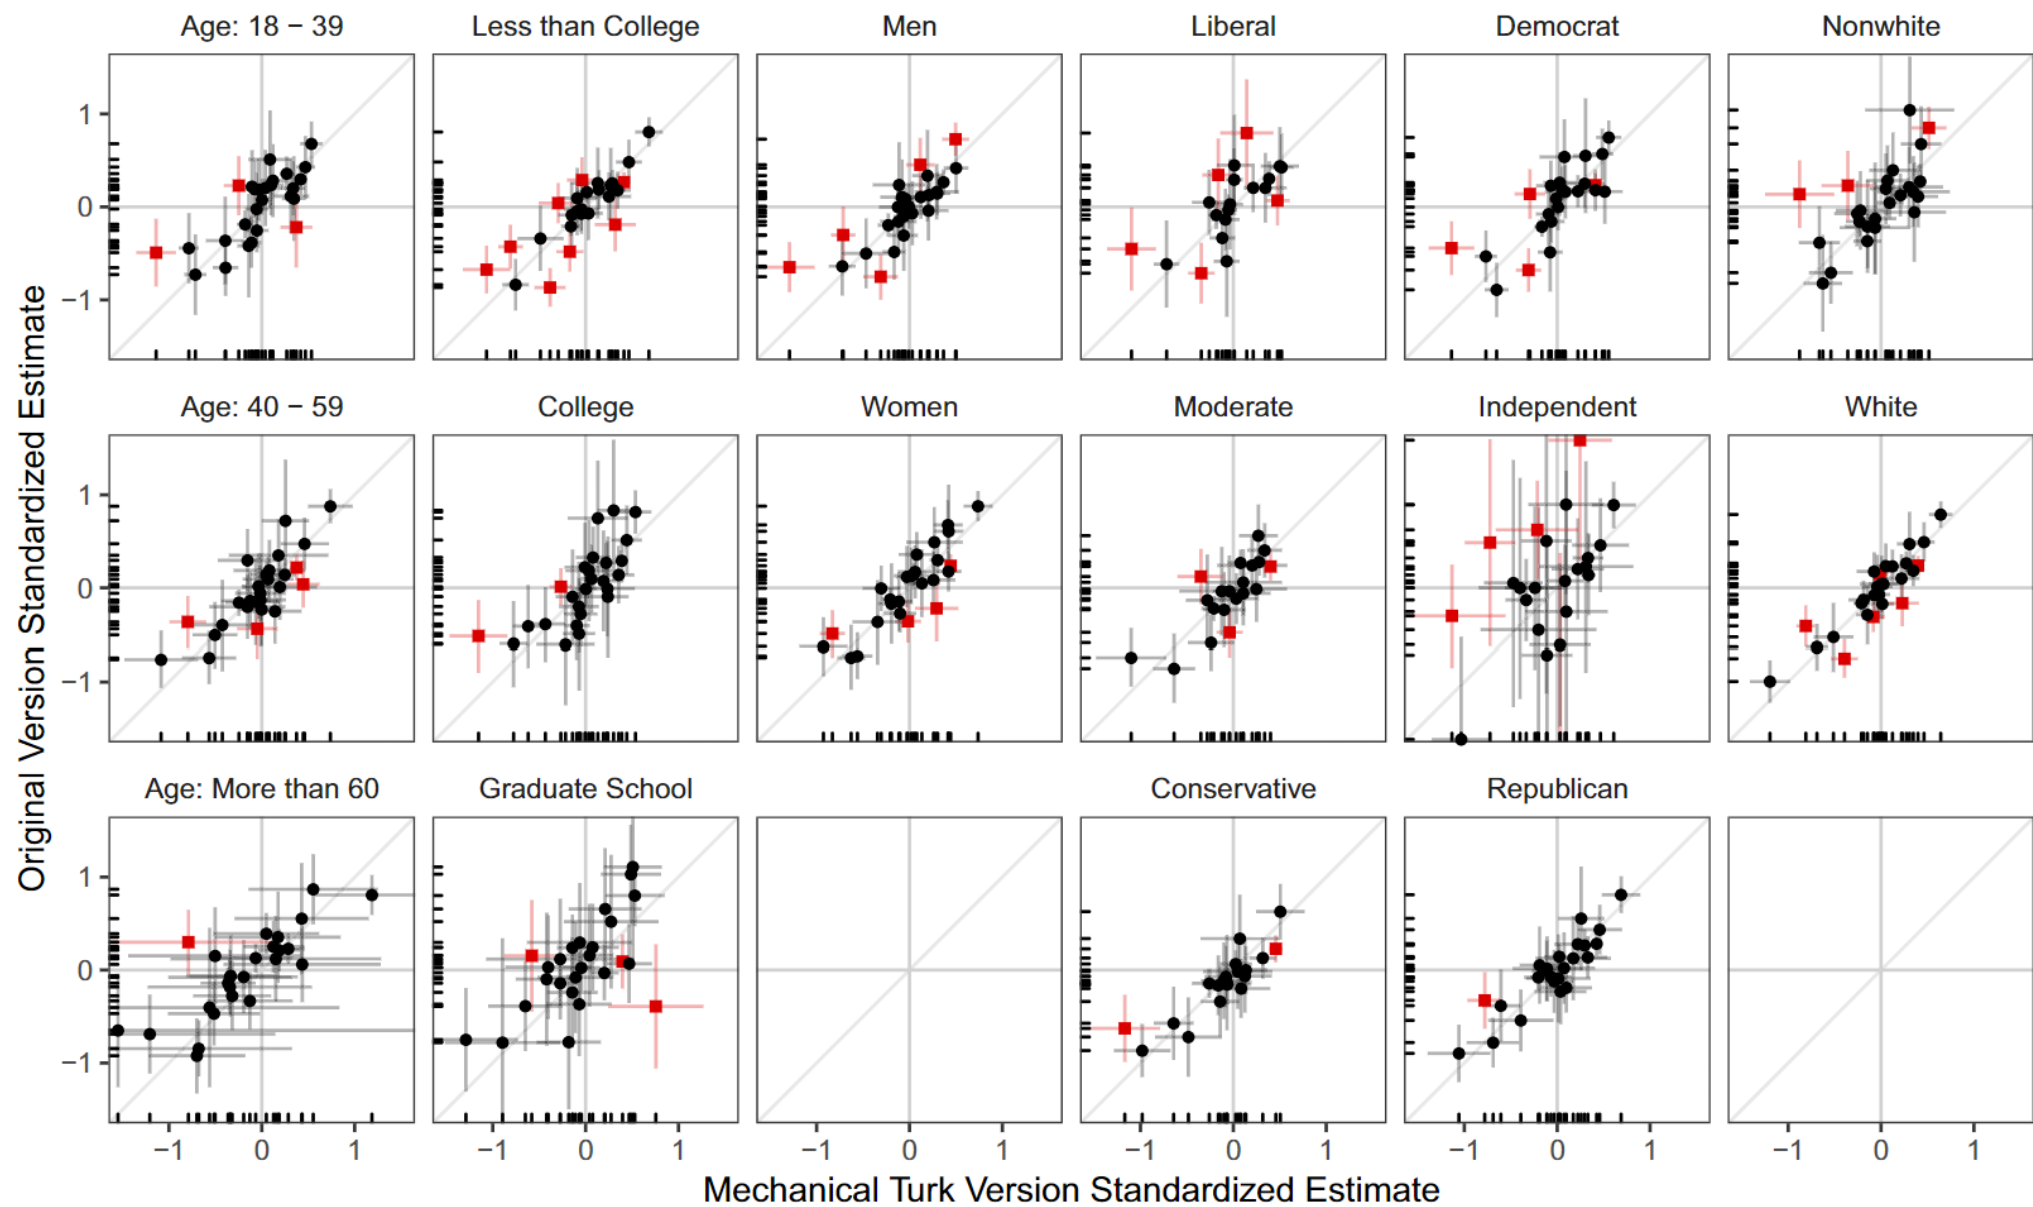 Age: 18 − 39 Less than College Men Liberal Democrat Nonwhite
1
0
−1
Age: 40 − 59 College Women Moderate Independent White
1
0
−1
Age: More than 60 Graduate School Conservative Republican
1
0
−1
−1 0 1 −1 0 1 −1 0 1 −1 0 1 −1 0 1 −1 0 1
Original Version Standardized Estimate
Mechanical Turk Version Standardized Estimate